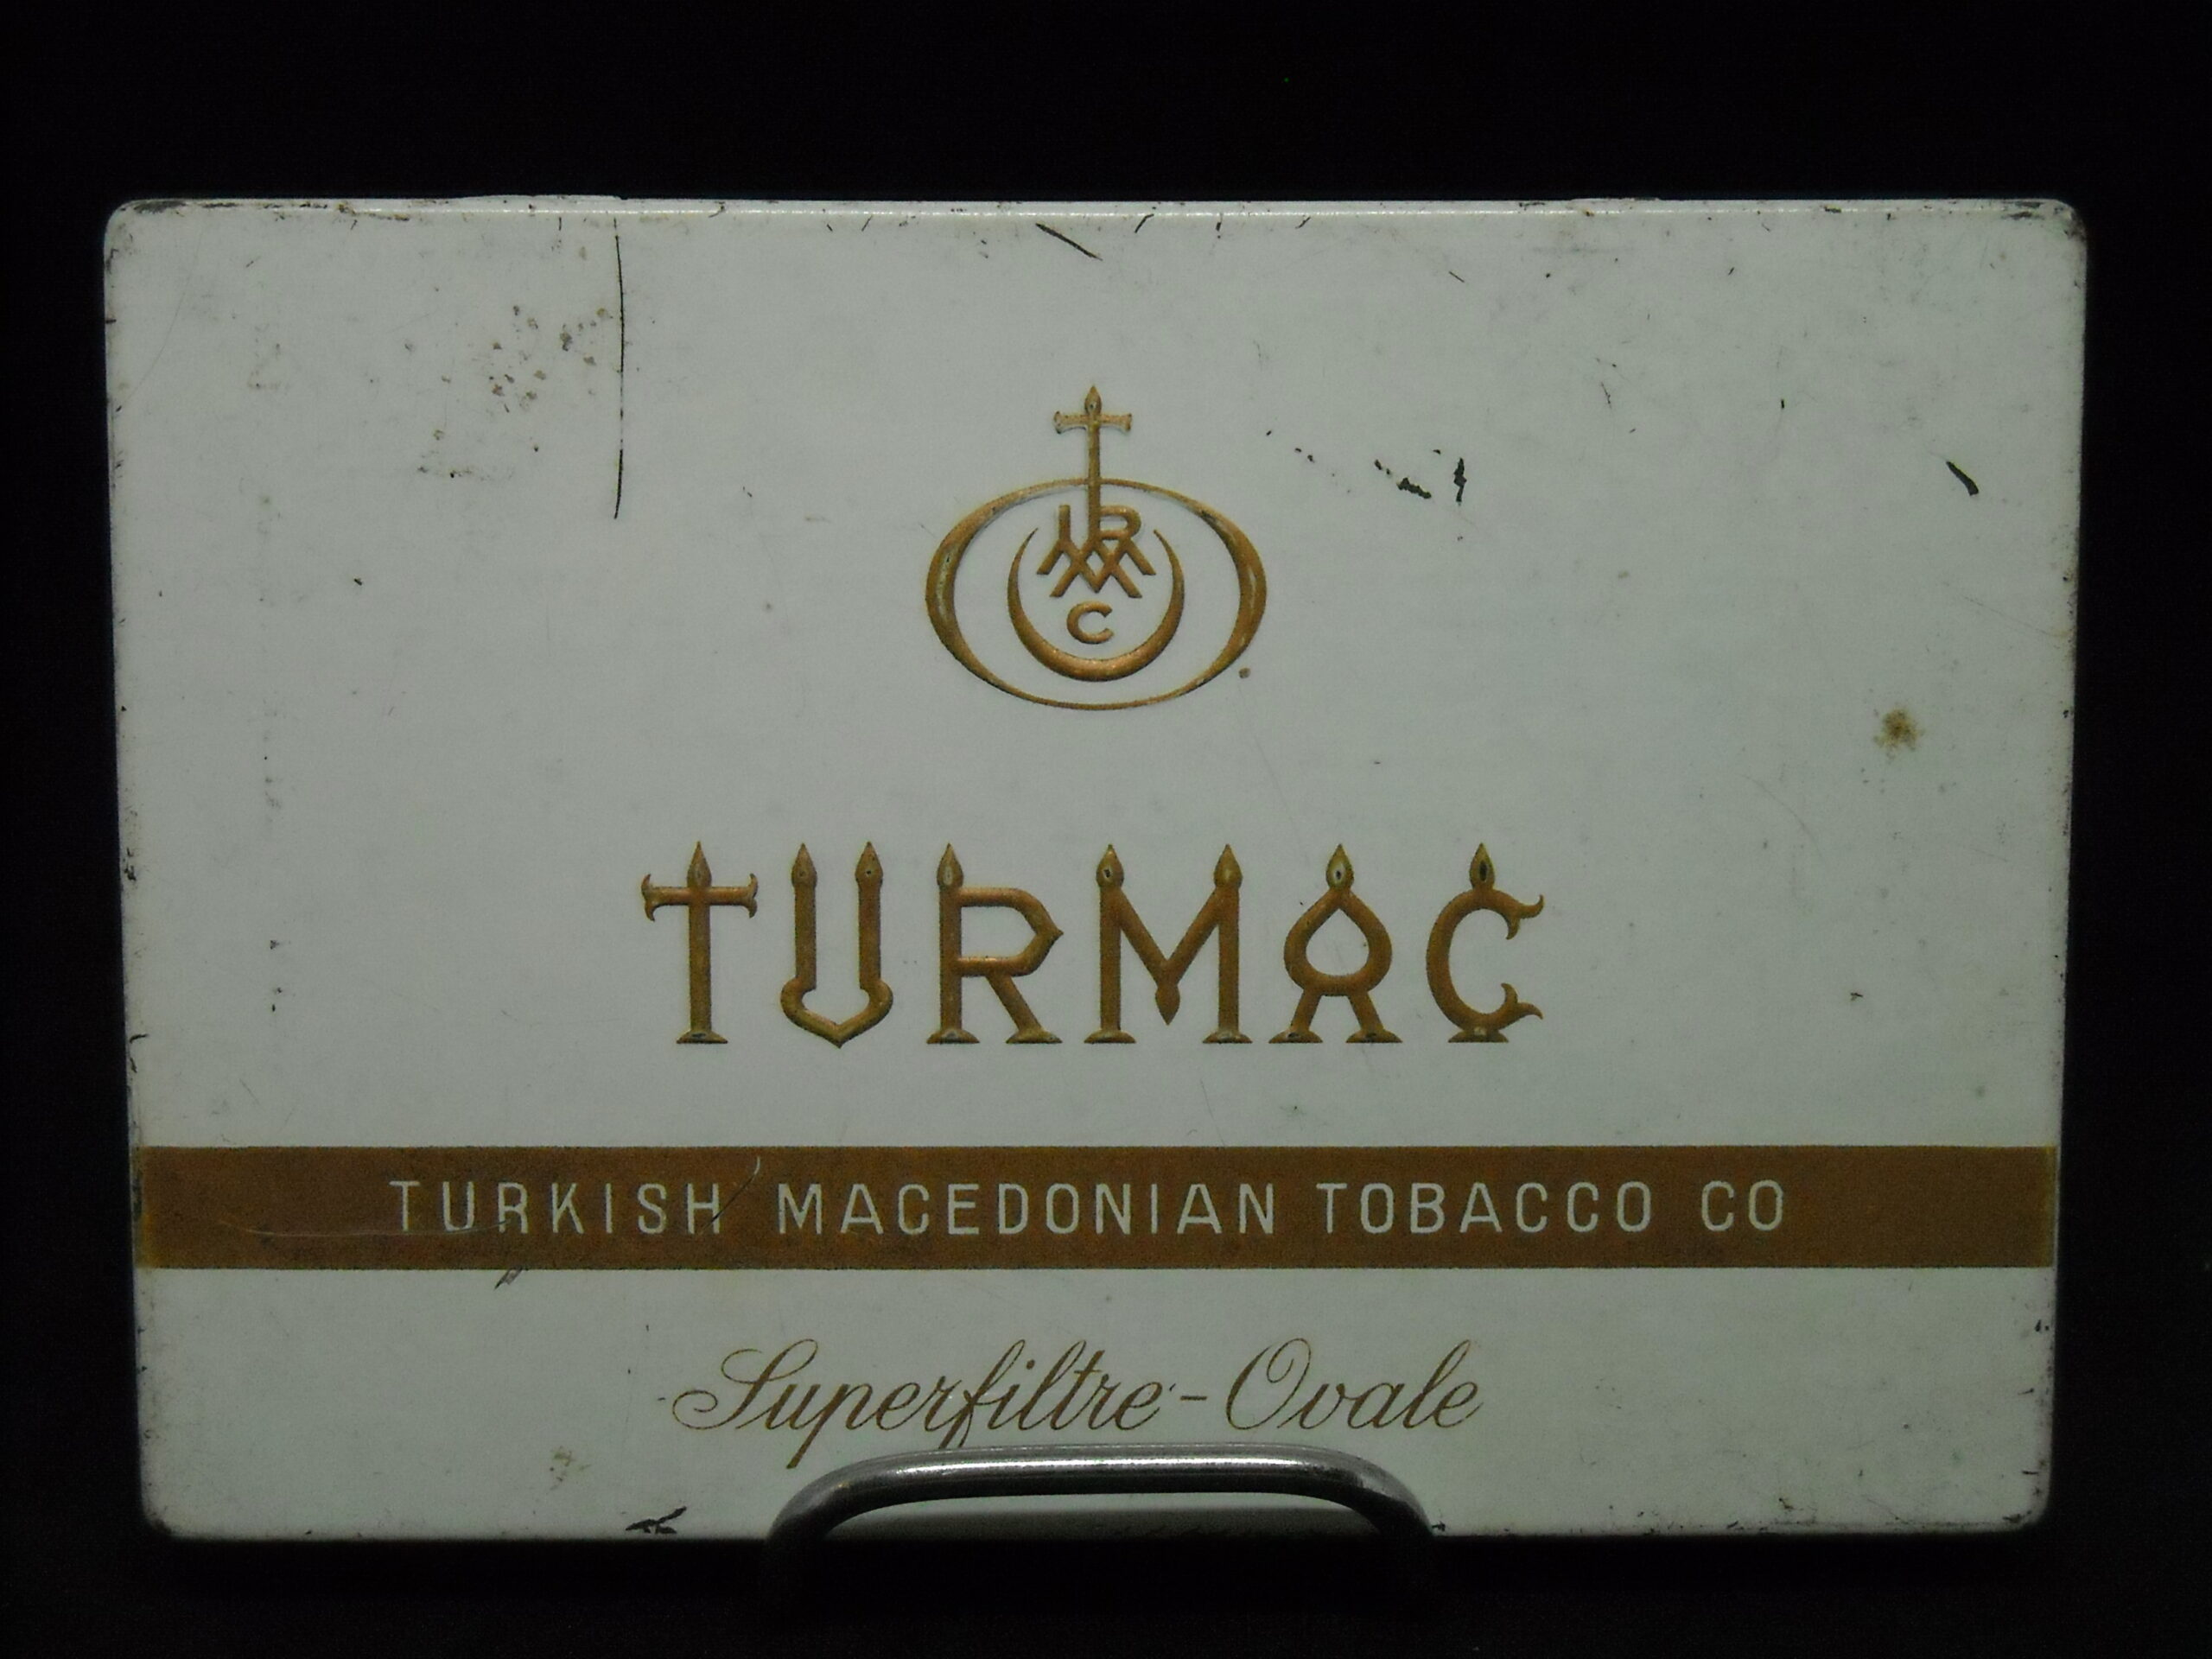 TURMAC
TURKISH MACEDONIAN TOBACCO CO
Superfiltre-Ovale